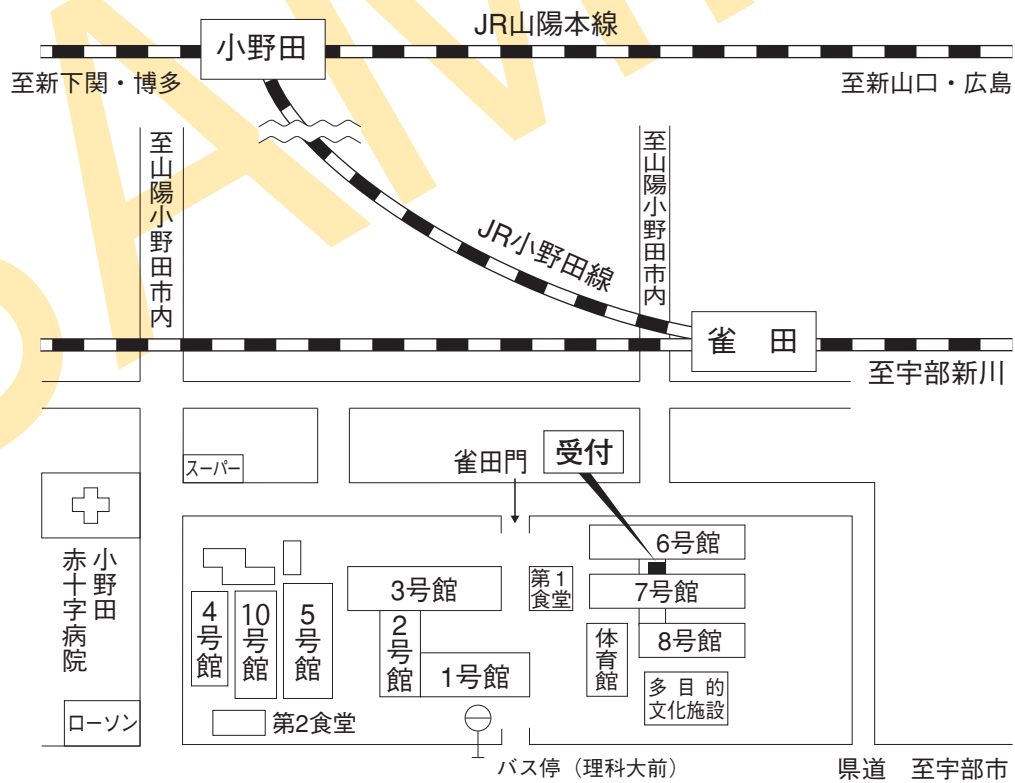 JR山陽本線
小野田
至新下関・博多
至新山口・広島
至山陽小野田市内
至山陽小野田市内
JR小野田線
雀　田
至宇部新川
スーパー
雀田門
受付
小野田
赤十字病院
ローソン
4号館
10号館
5号館
3号館
2号館
1号館
第2食堂
第1
食堂
6号館
7号館
8号館
体育館
多目的
文化施設
バス停（理科大前）
県道　至宇部市